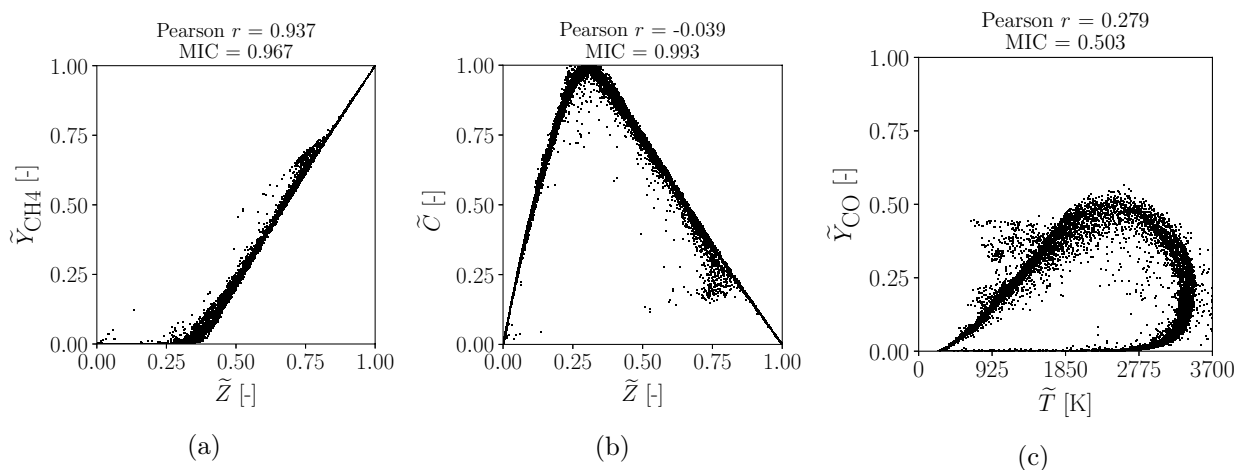 Pearson r = 0.937
MIC = 0.967
1.00
0.75
0.50
0.25
0.00
0.00 0.25 0.50 0.75 1.00
Ỹ_CH4 [-]
Z̃ [-]
(a)
Pearson r = -0.039
MIC = 0.993
1.00
0.75
0.50
0.25
0.00
0.00 0.25 0.50 0.75 1.00
C̃ [-]
Z̃ [-]
(b)
Pearson r = 0.279
MIC = 0.503
1.00
0.75
0.50
0.25
0.00
0 925 1850 2775 3700
Ỹ_CO [-]
T̃ [K]
(c)